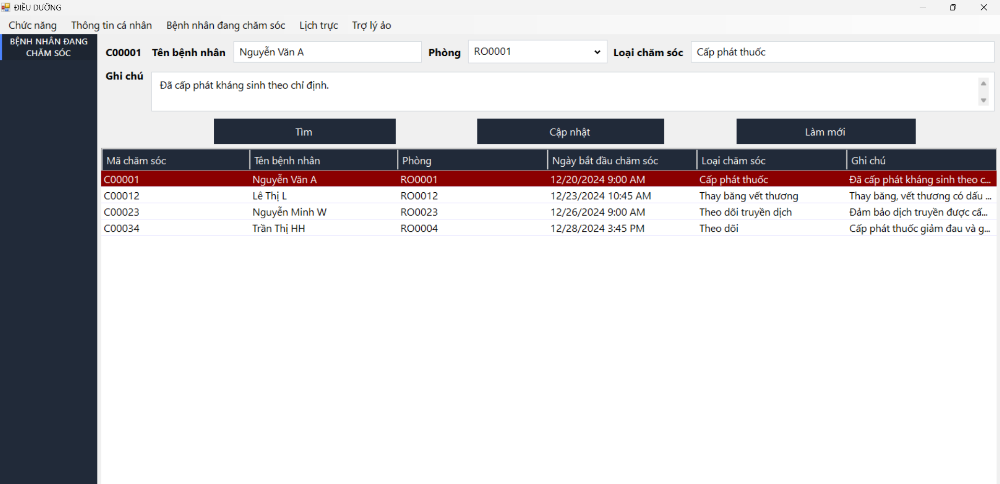 ĐIỀU DƯỠNG
Chức năng Thông tin cá nhân Bệnh nhân đang chăm sóc Lịch trực Trợ lý ảo
BỆNH NHÂN ĐANG
CHĂM SÓC
C00001 Tên bệnh nhân Nguyễn Văn A Phòng RO0001 Loại chăm sóc Cấp phát thuốc
Ghi chú Đã cấp phát kháng sinh theo chỉ định.
Tìm Cập nhật Làm mới
Mã chăm sóc Tên bệnh nhân Phòng Ngày bắt đầu chăm sóc Loại chăm sóc Ghi chú
C00001 Nguyễn Văn A RO0001 12/20/2024 9:00 AM Cấp phát thuốc Đã cấp phát kháng sinh theo c...
C00012 Lê Thị L RO0012 12/23/2024 10:45 AM Thay băng vết thương Thay băng, vết thương có dấu ...
C00023 Nguyễn Minh W RO0023 12/26/2024 9:00 AM Theo dõi truyền dịch Đảm bảo dịch truyền được cấ...
C00034 Trần Thị HH RO0004 12/28/2024 3:45 PM Theo dõi Cấp phát thuốc giảm đau và g...